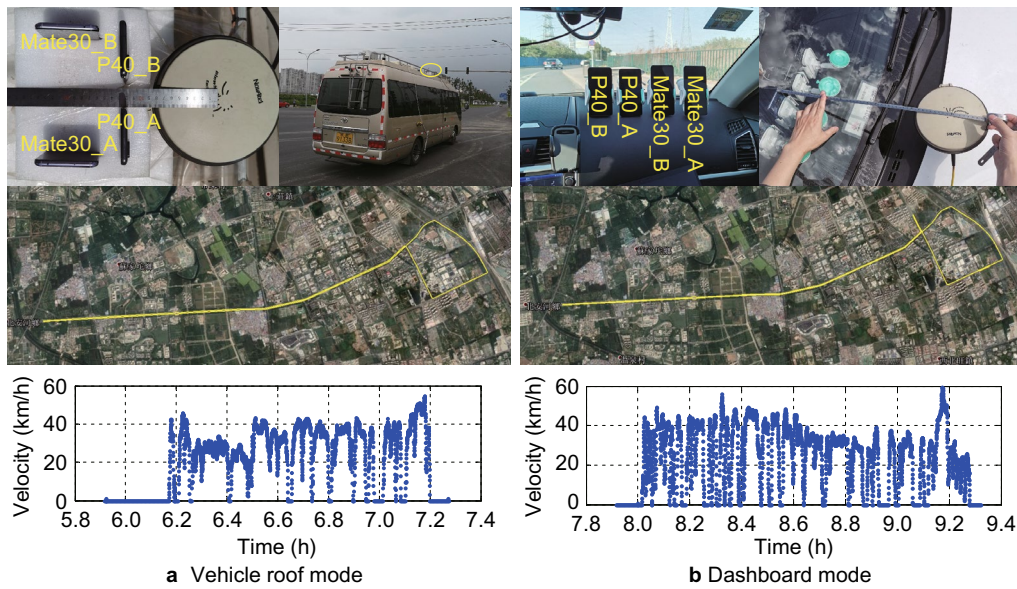 Mate30_B
P40_B
P40_A
Mate30_A
P40_B
P40_A
Mate30_B
Mate30_A
Velocity (km/h)
60
40
20
0
5.8 6.0 6.2 6.4 6.6 6.8 7.0 7.2 7.4
Time (h)
a Vehicle roof mode
Velocity (km/h)
60
40
20
0
7.8 8.0 8.2 8.4 8.6 8.8 9.0 9.2 9.4
Time (h)
b Dashboard mode